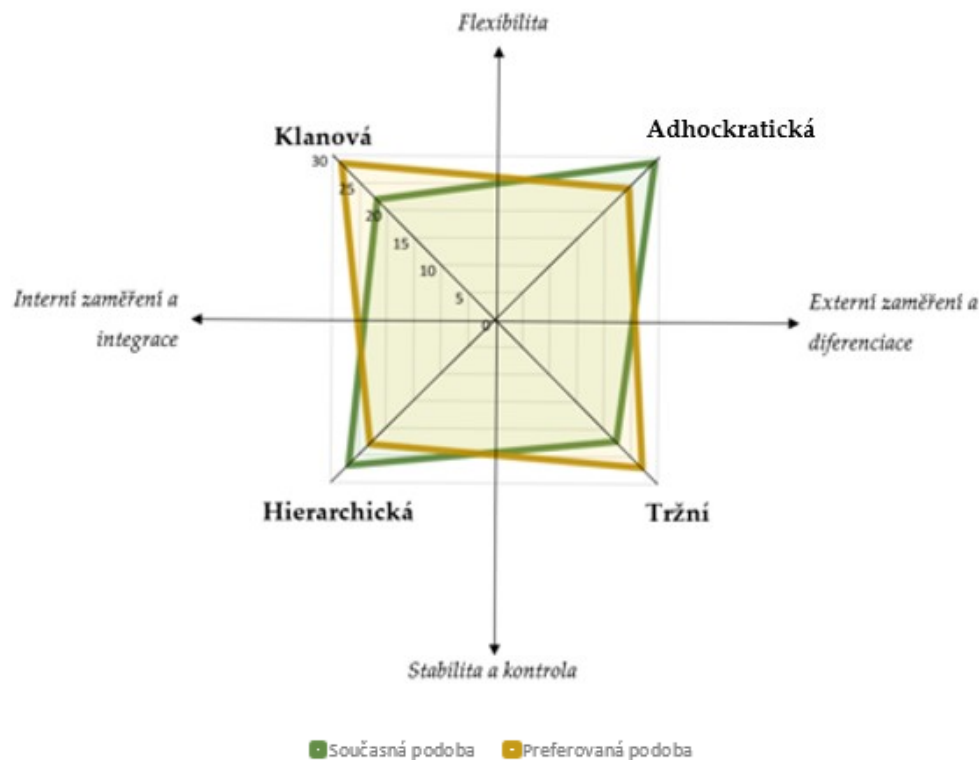 Flexibilita
Klanová
Adhockratická
30
25
20
15
10
5
0
Interní zaměření a
integrace
Externí zaměření a
diferenciace
Hierarchická
Tržní
Stabilita a kontrola
Současná podoba
Preferovaná podoba